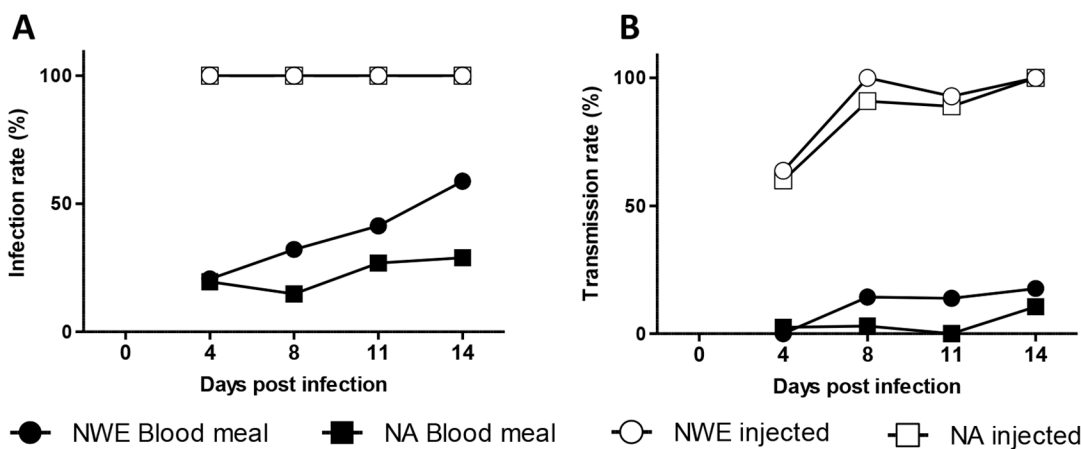 A
Infection rate (%)
100
50
0
0 4 8 11 14
Days post infection
B
Transmission rate (%)
100
50
0
0 4 8 11 14
Days post infection
NWE Blood meal NA Blood meal NWE injected NA injected